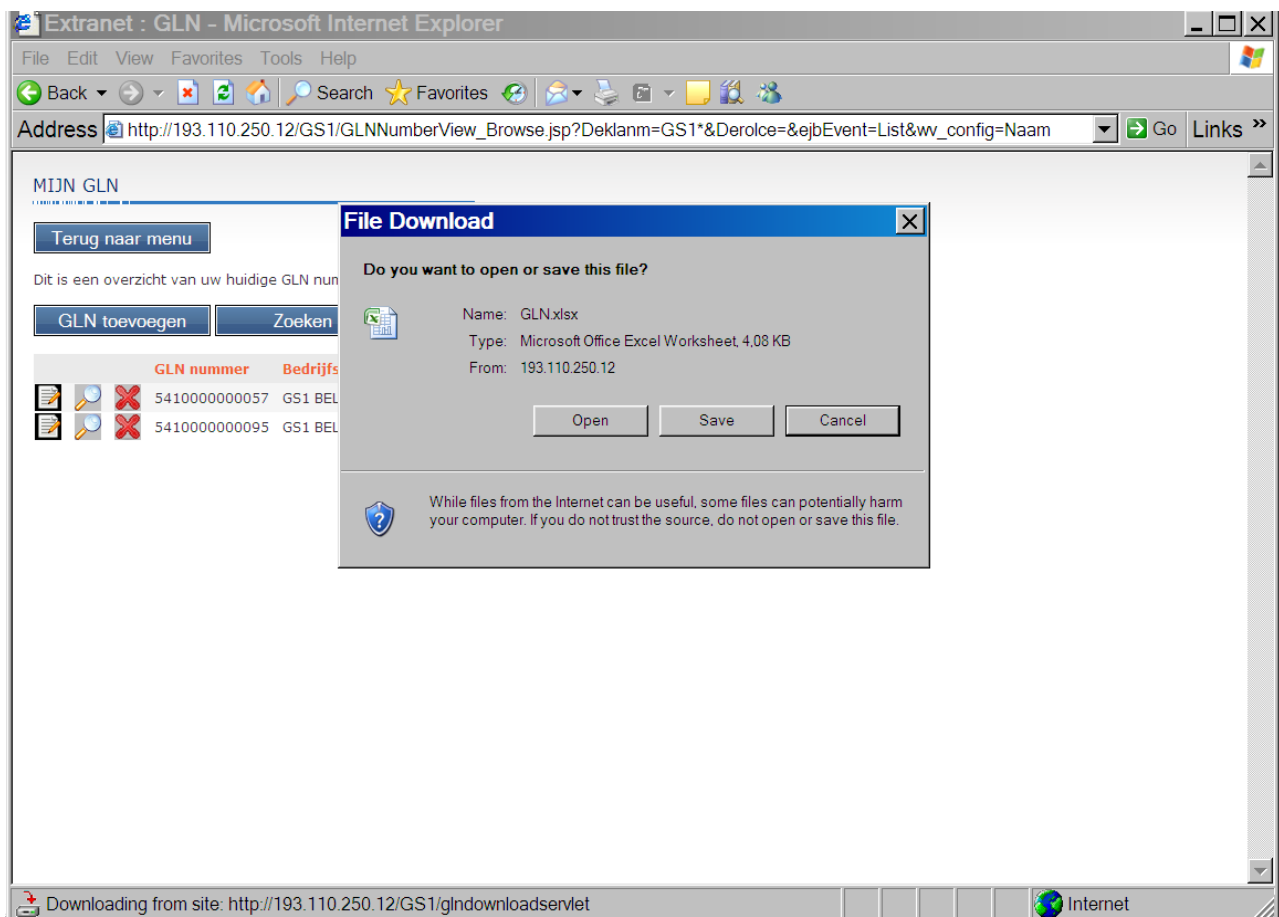 Extranet : GLN - Microsoft Internet Explorer
File Edit View Favorites Tools Help
Back Search Favorites
Address http://193.110.250.12/GS1/GLNNumberView_Browse.jsp?Deklanm=GS1*&Derolce=&ejbEvent=List&wv_config=Naam Go Links »
MIJN GLN
Terug naar menu
Dit is een overzicht van uw huidige GLN num
GLN toevoegen Zoeken
GLN nummer Bedrijfs
5410000000057 GS1 BEL
5410000000095 GS1 BEL
File Download
Do you want to open or save this file?
Name: GLN.xlsx
Type: Microsoft Office Excel Worksheet, 4,08 KB
From: 193.110.250.12
Open Save Cancel
While files from the Internet can be useful, some files can potentially harm
your computer. If you do not trust the source, do not open or save this file.
Downloading from site: http://193.110.250.12/GS1/glndownloadservlet Internet